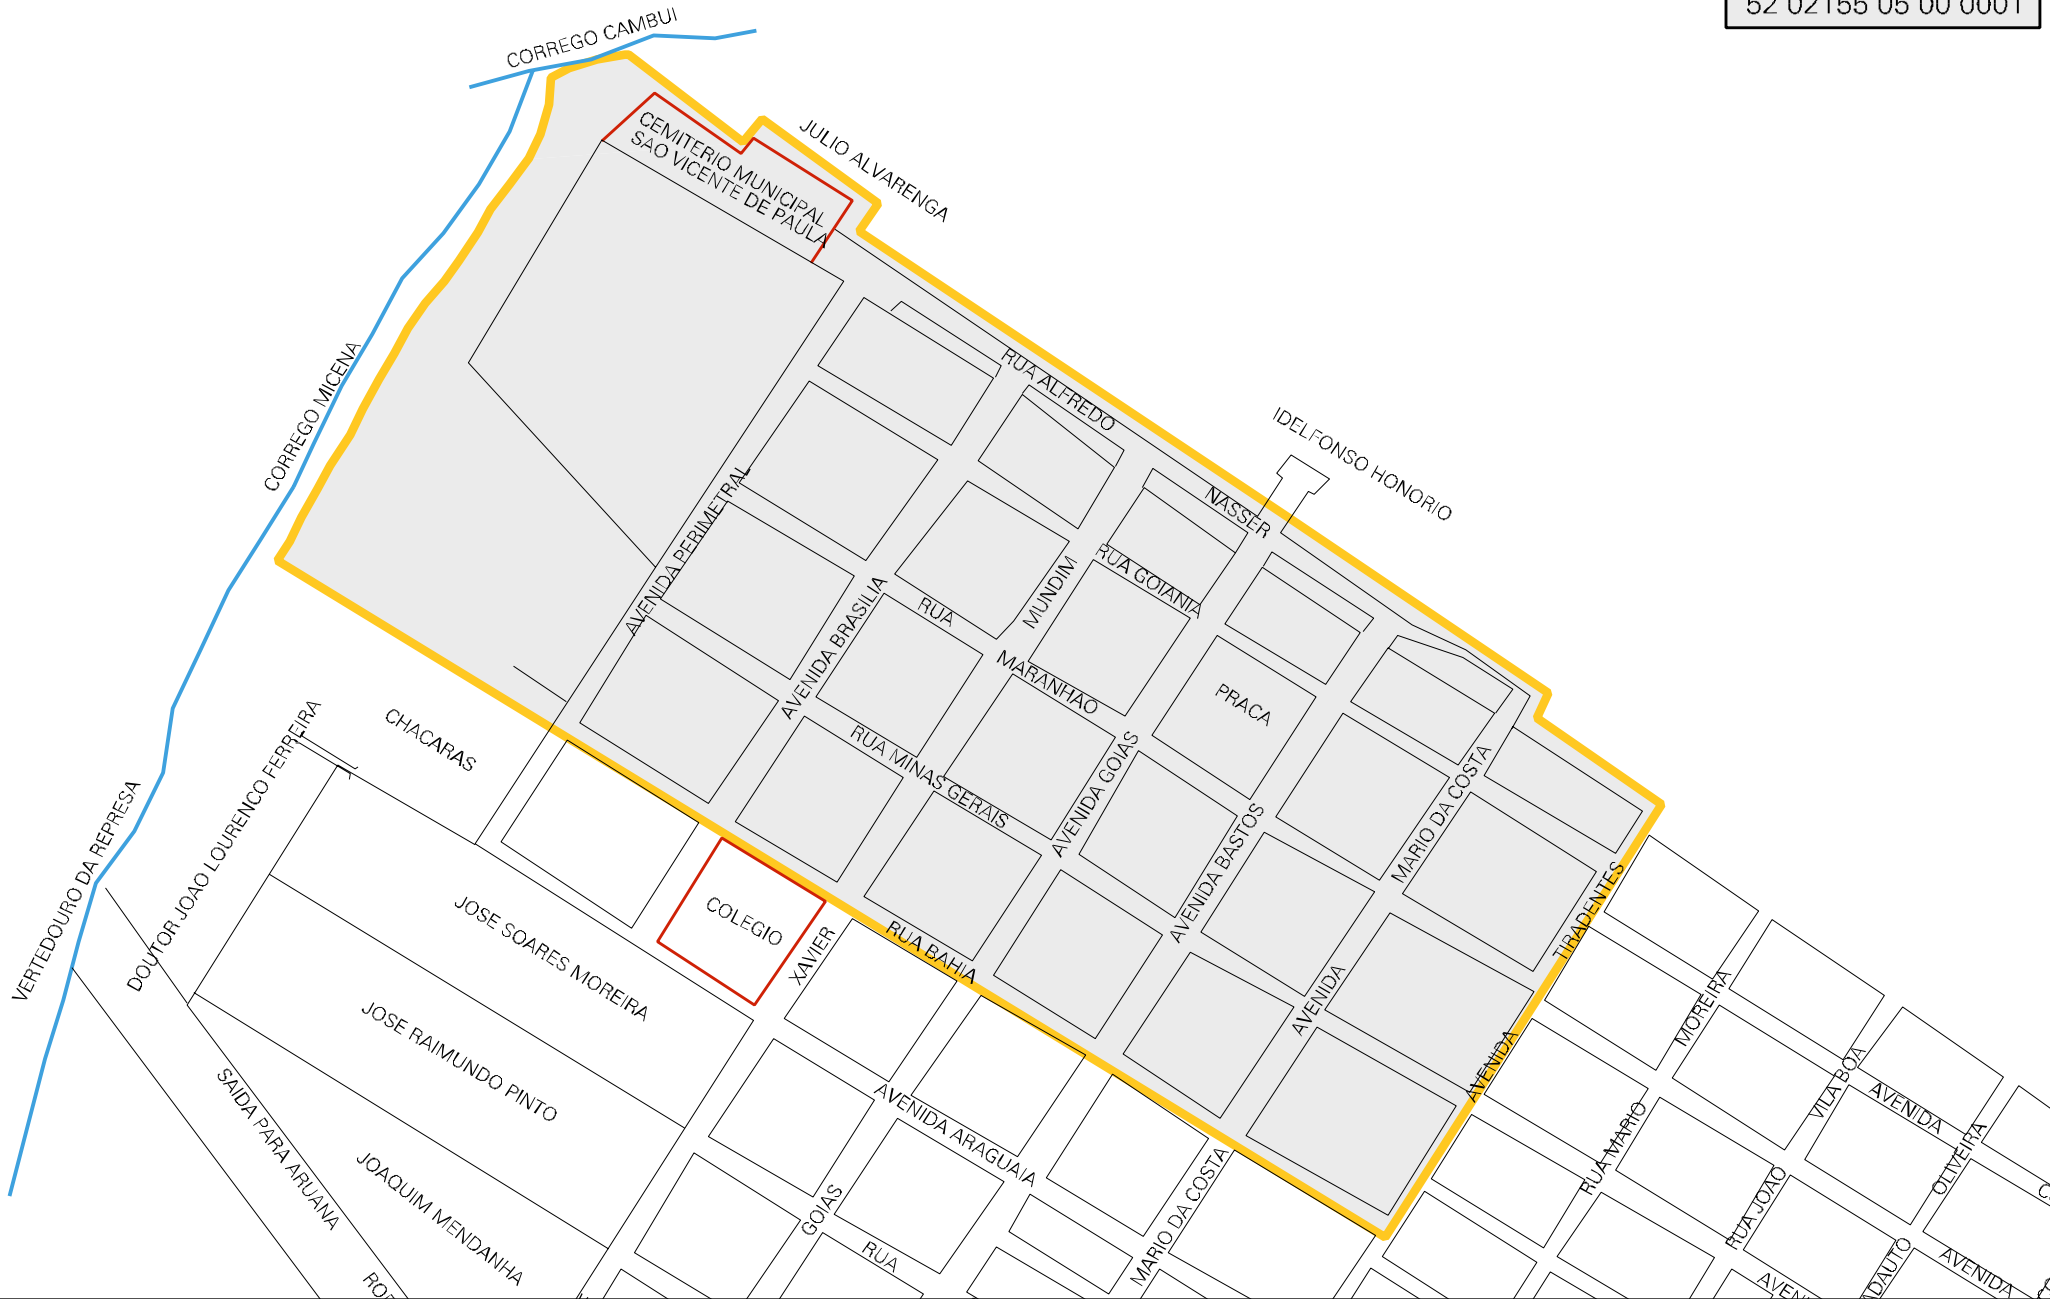 52 02155 05 00 0001
CORREGO CAMBUI
CEMITERIO MUNICIPAL
SAO VICENTE DE PAULA
JULIO ALVARENGA
CORREGO MICENA
RUA ALFREDO
NASSER
IDELFONSO HONORIO
AVENIDA PERIMETRAL
AVENIDA BRASILIA
RUA
MUNDIM
RUA GOIANIA
MARANHAO
PRACA
RUA MINAS GERAIS
AVENIDA GOIAS
AVENIDA BASTOS
MARIO DA COSTA
AVENIDA
TIRADENTES
AVENIDA
CHACARAS
DOUTOR JOAO LOURENCO FERREIRA
VERTEDOURO DA REPRESA
COLEGIO
XAVIER
RUA BAHIA
JOSE SOARES MOREIRA
JOSE RAIMUNDO PINTO
JOAQUIM MENDANHA
SAIDA PARA ARUANA
AVENIDA ARAGUAIA
GOIAS
RUA
MARIO DA COSTA
RUA MARIO
MOREIRA
VILA BOA
RUA JOAO
AVENIDA
OLIVEIRA
AVENIDA